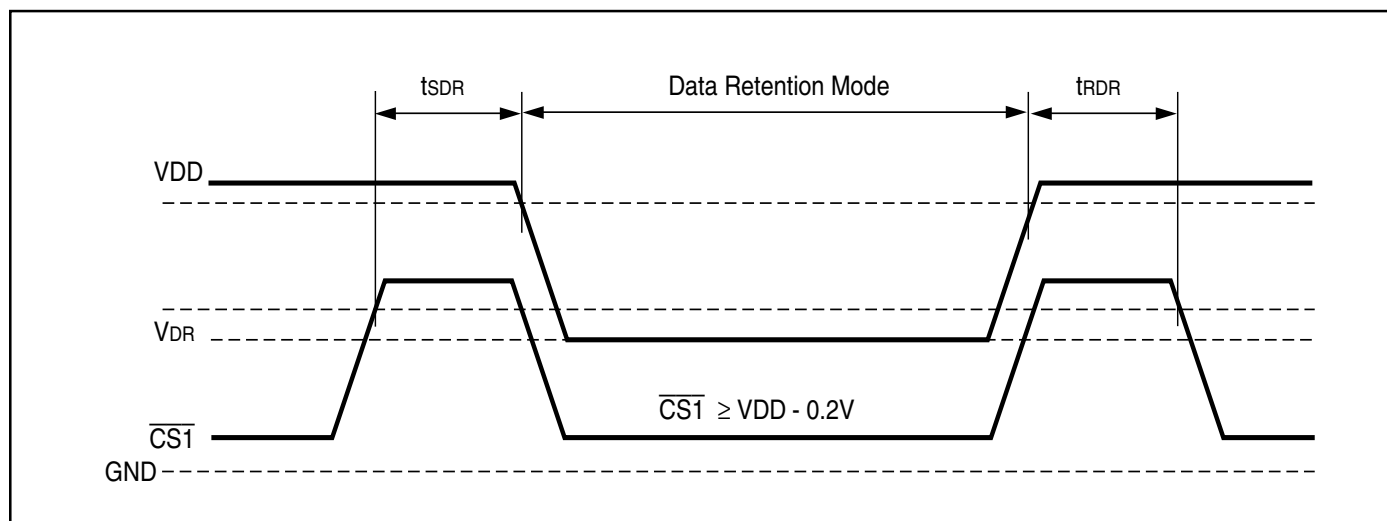 tSDR Data Retention Mode tRDR
VDD
VDR
CS1 ≥ VDD - 0.2V
CS1
GND